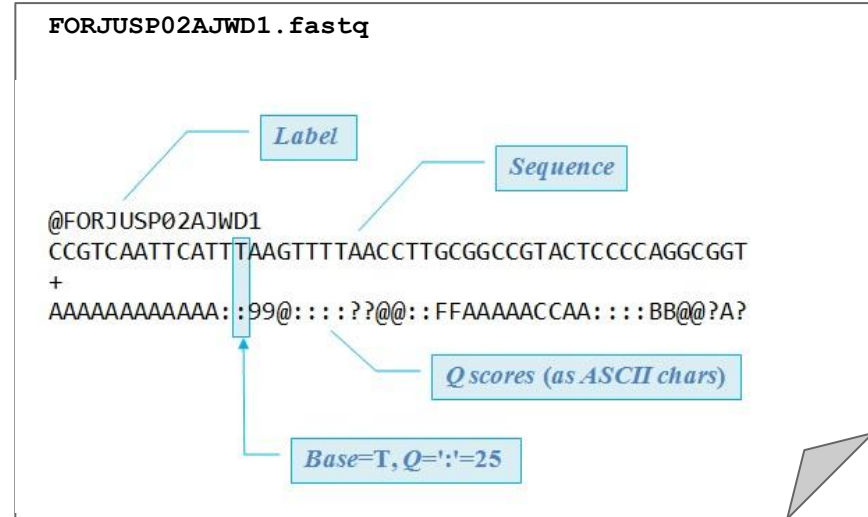 FORJUSP02AJWD1.fastq
Label
Sequence
@FORJUSP02AJWD1
CCGTCAATTCATTTAAGTTTTAACCTTGCGGCCGTACTCCCCAGGCGGT
+
AAAAAAAAAAAA::99@::::??@@::FFAAAAACCAA::::BB@@?A?
Q scores (as ASCII chars)
Base=T, Q=':'=25